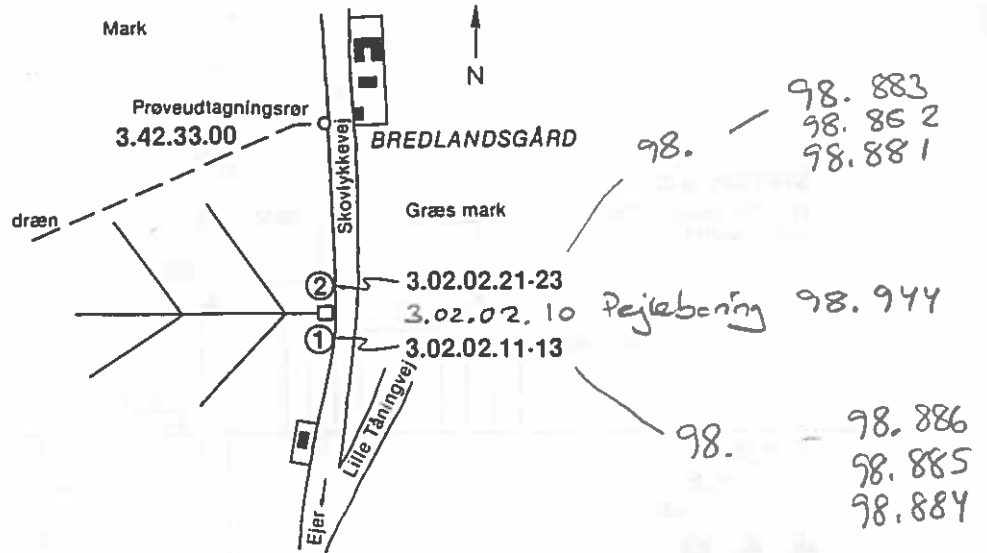 Mark
N
98. 883
98. 862
98.881
98.
Prøveudtagningsrør
3.42.33.00
BREDLANDSGÅRD
Skovlykkevej
dræn
Græs mark
2
3.02.02.21-23
3.02.02.10 Pejleboring 98.944
1
3.02.02.11-13
Lille Tåningvej
Ejer
98. - 98.886
98.885
98.884